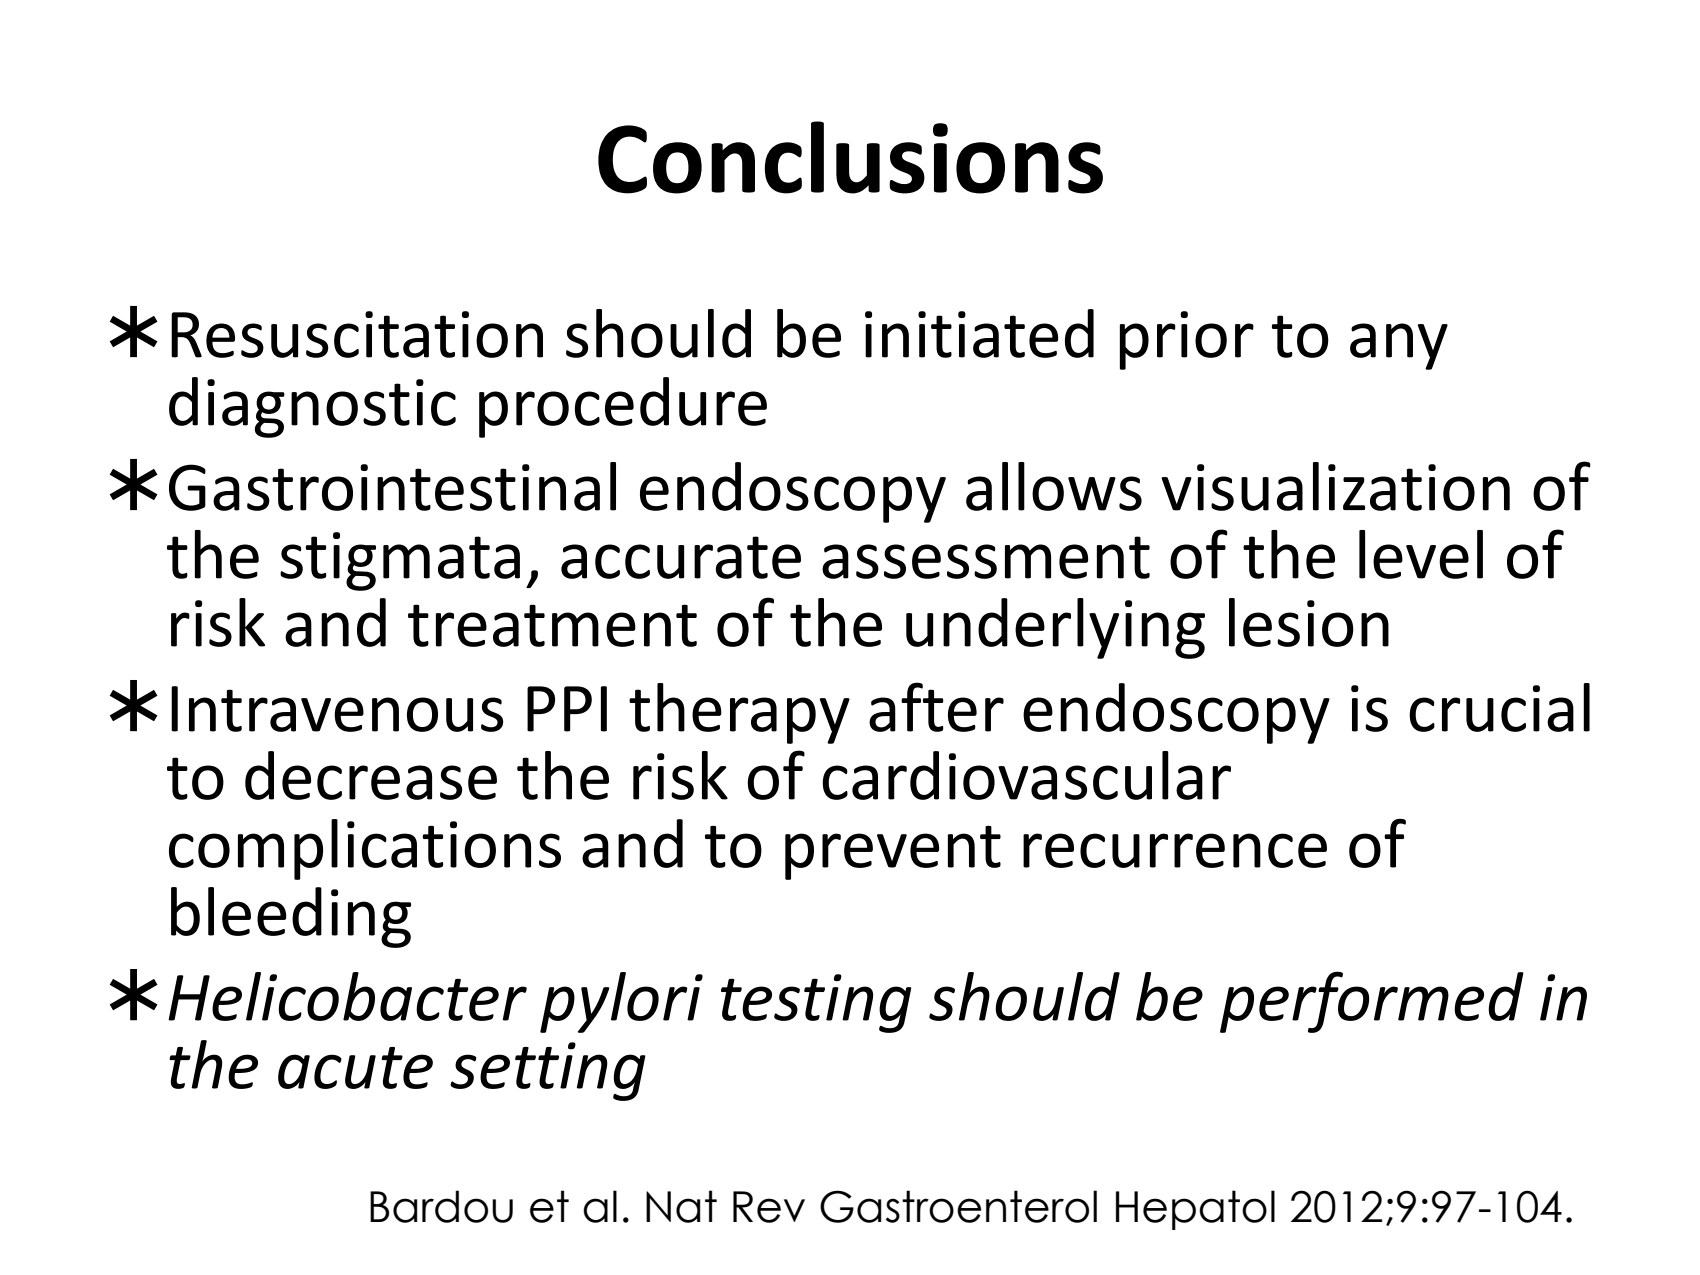 Conclusions
∗Resuscitation should be initiated prior to any
diagnostic procedure
∗Gastrointestinal endoscopy allows visualization of
the stigmata, accurate assessment of the level of
risk and treatment of the underlying lesion
∗Intravenous PPI therapy after endoscopy is crucial
to decrease the risk of cardiovascular
complications and to prevent recurrence of
bleeding
∗Helicobacter pylori testing should be performed in
the acute setting
Bardou et al. Nat Rev Gastroenterol Hepatol 2012;9:97-104.